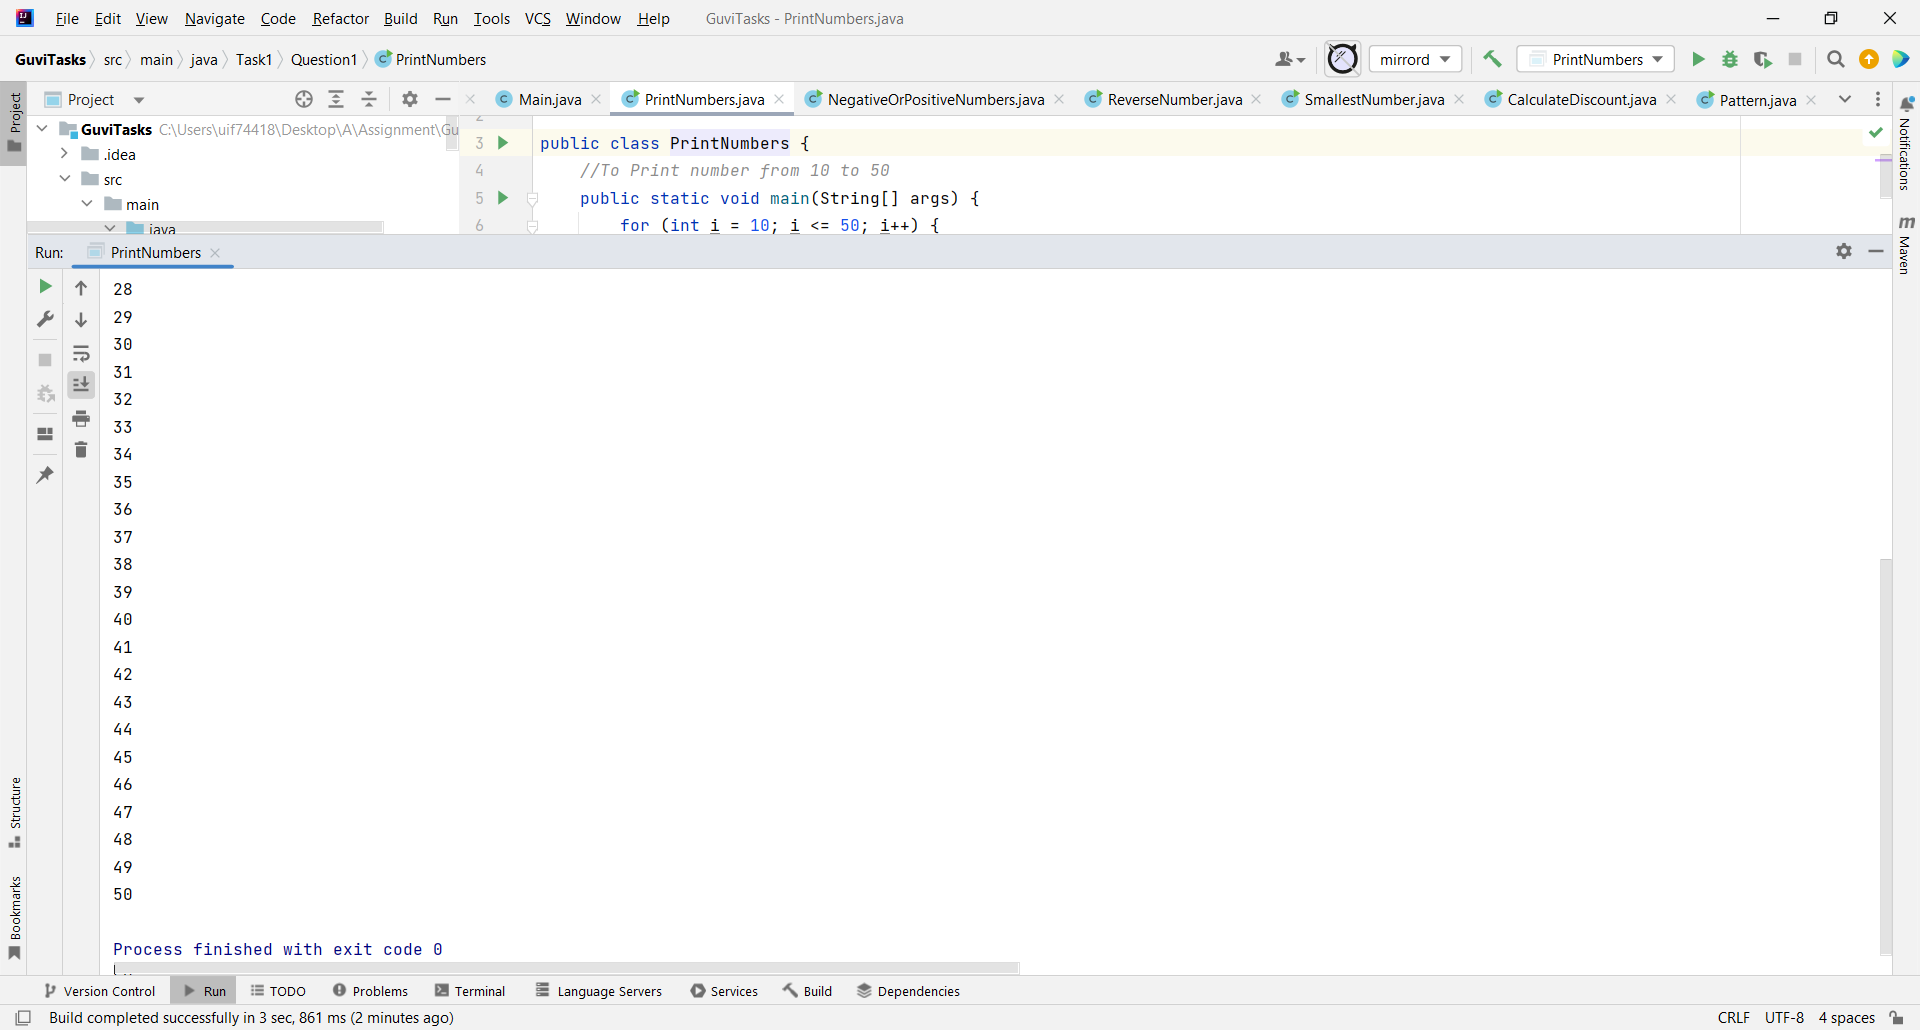 File Edit View Navigate Code Refactor Build Run Tools VCS Window Help GuviTasks - PrintNumbers.java
GuviTasks src main java Task1 Question1 PrintNumbers mirrord PrintNumbers
Project Main.java PrintNumbers.java NegativeOrPositiveNumbers.java ReverseNumber.java SmallestNumber.java CalculateDiscount.java Pattern.java
Project
Notifications
Maven
GuviTasks C:\Users\uif74418\Desktop\A\Assignment\Gu
.idea
src
main
java
2
3 public class PrintNumbers {
4 //To Print number from 10 to 50
5 public static void main(String[] args) {
6 for (int i = 10; i <= 50; i++) {
Run: PrintNumbers
28
29
30
31
32
33
34
35
36
37
38
39
40
41
42
43
44
45
46
47
48
49
50
Process finished with exit code 0
Structure
Bookmarks
Version Control Run TODO Problems Terminal Language Servers Services Build Dependencies
Build completed successfully in 3 sec, 861 ms (2 minutes ago) CRLF UTF-8 4 spaces